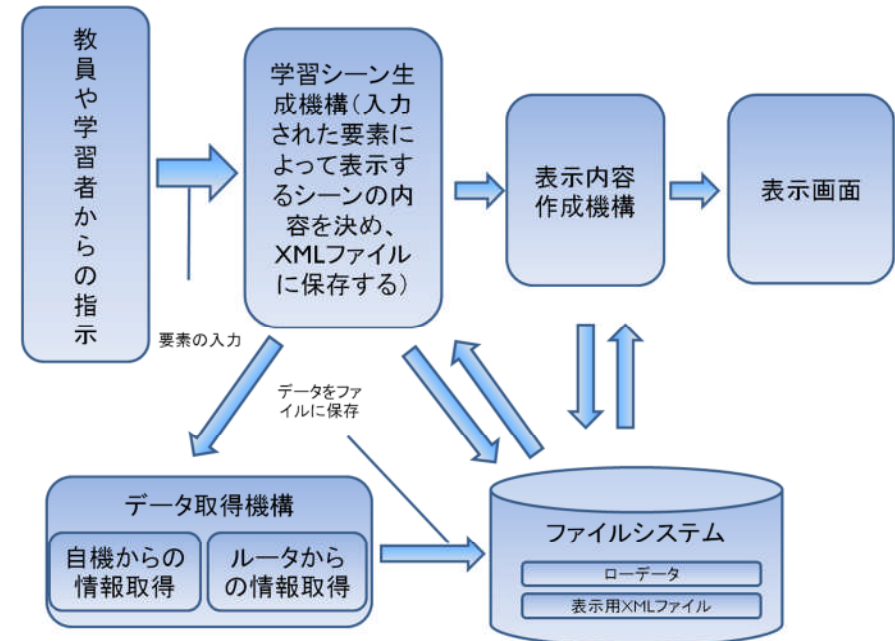 教
員
や
学
習
者
か
ら
の
指
示
学習シーン生
成機構(入力
された要素に
よって表示す
るシーンの内
容を決め、
XMLファイル
に保存する)
表示内容
作成機構
表示画面
要素の入力
データをファ
イルに保存
データ取得機構
自機からの
情報取得
ルータから
の情報取得
ファイルシステム
ローデータ
表示用XMLファイル